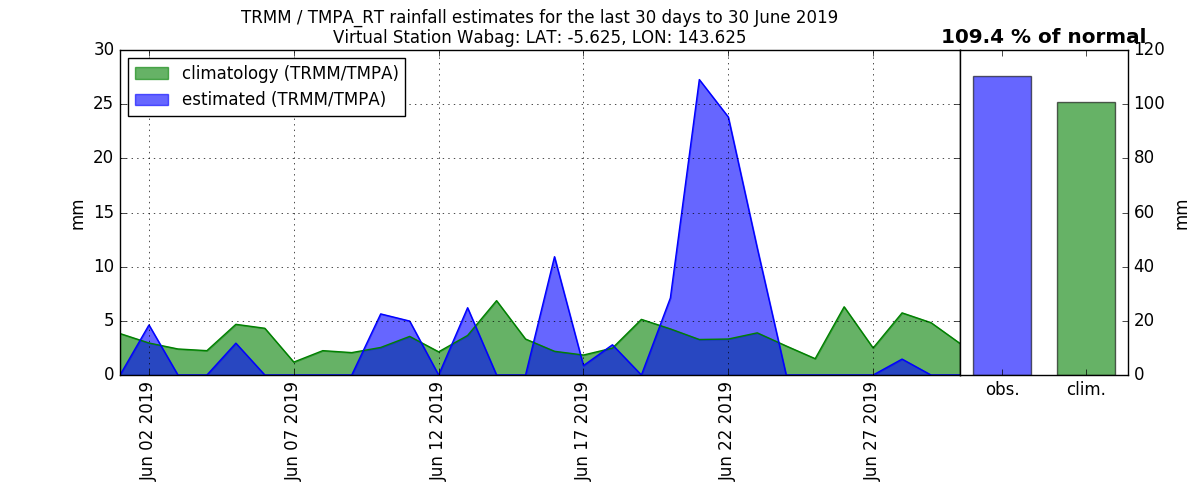 TRMM / TMPA_RT rainfall estimates for the last 30 days to 30 June 2019
Virtual Station Wabag: LAT: -5.625, LON: 143.625
109.4 % of normal
climatology (TRMM/TMPA)
estimated (TRMM/TMPA)
30
25
20
15
10
5
0
mm
Jun 02 2019
Jun 07 2019
Jun 12 2019
Jun 17 2019
Jun 22 2019
Jun 27 2019
obs.
clim.
120
100
80
60
40
20
0
mm